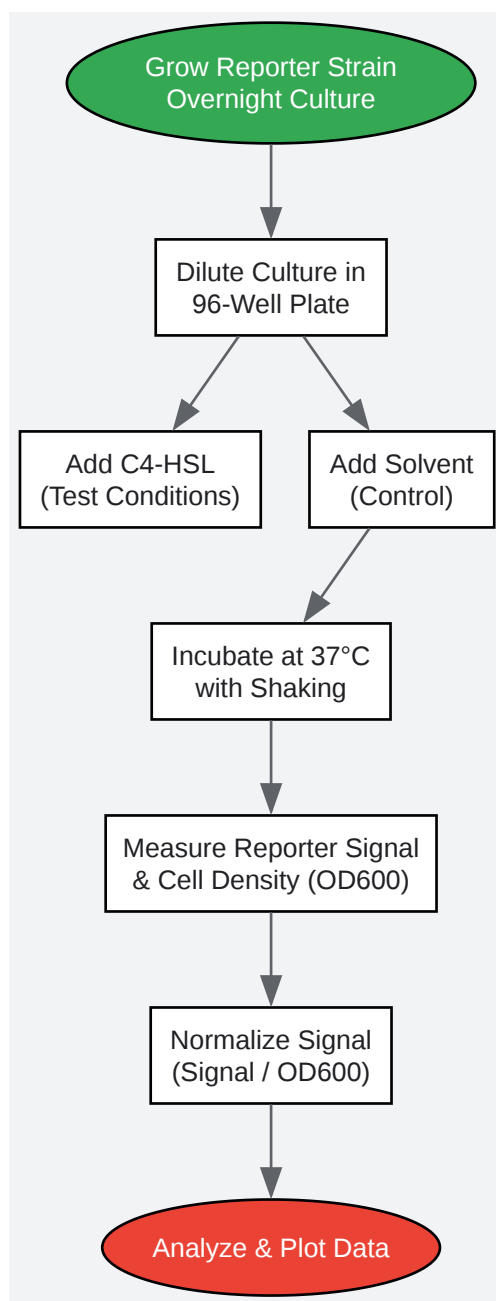 Grow Reporter Strain
Overnight Culture
Dilute Culture in
96-Well Plate
Add C4-HSL
(Test Conditions)
Add Solvent
(Control)
Incubate at 37°C
with Shaking
Measure Reporter Signal
& Cell Density (OD600)
Normalize Signal
(Signal / OD600)
Analyze & Plot Data